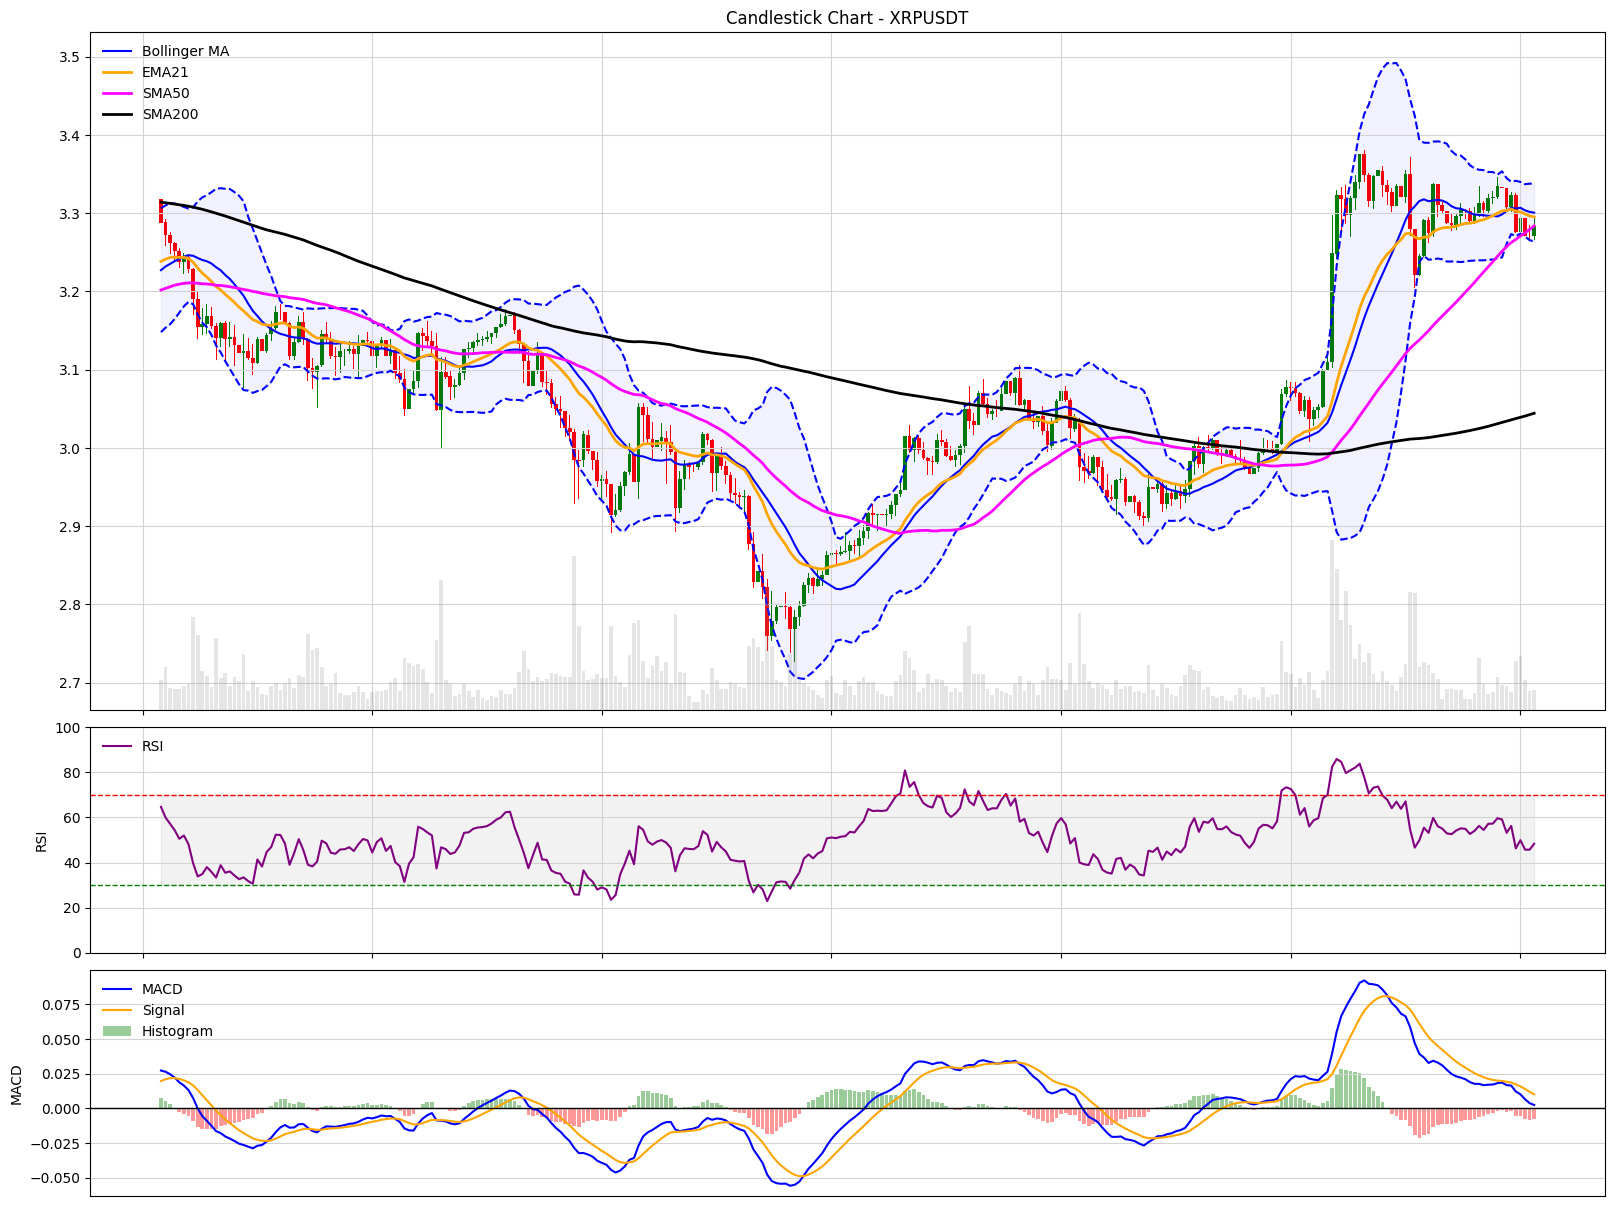 Candlestick Chart - XRPUSDT
Bollinger MA
EMA21
SMA50
SMA200
3.5
3.4
3.3
3.2
3.1
3.0
2.9
2.8
2.7
RSI
RSI
100
80
60
40
20
0
MACD
Signal
Histogram
MACD
0.075
0.050
0.025
0.000
−0.025
−0.050